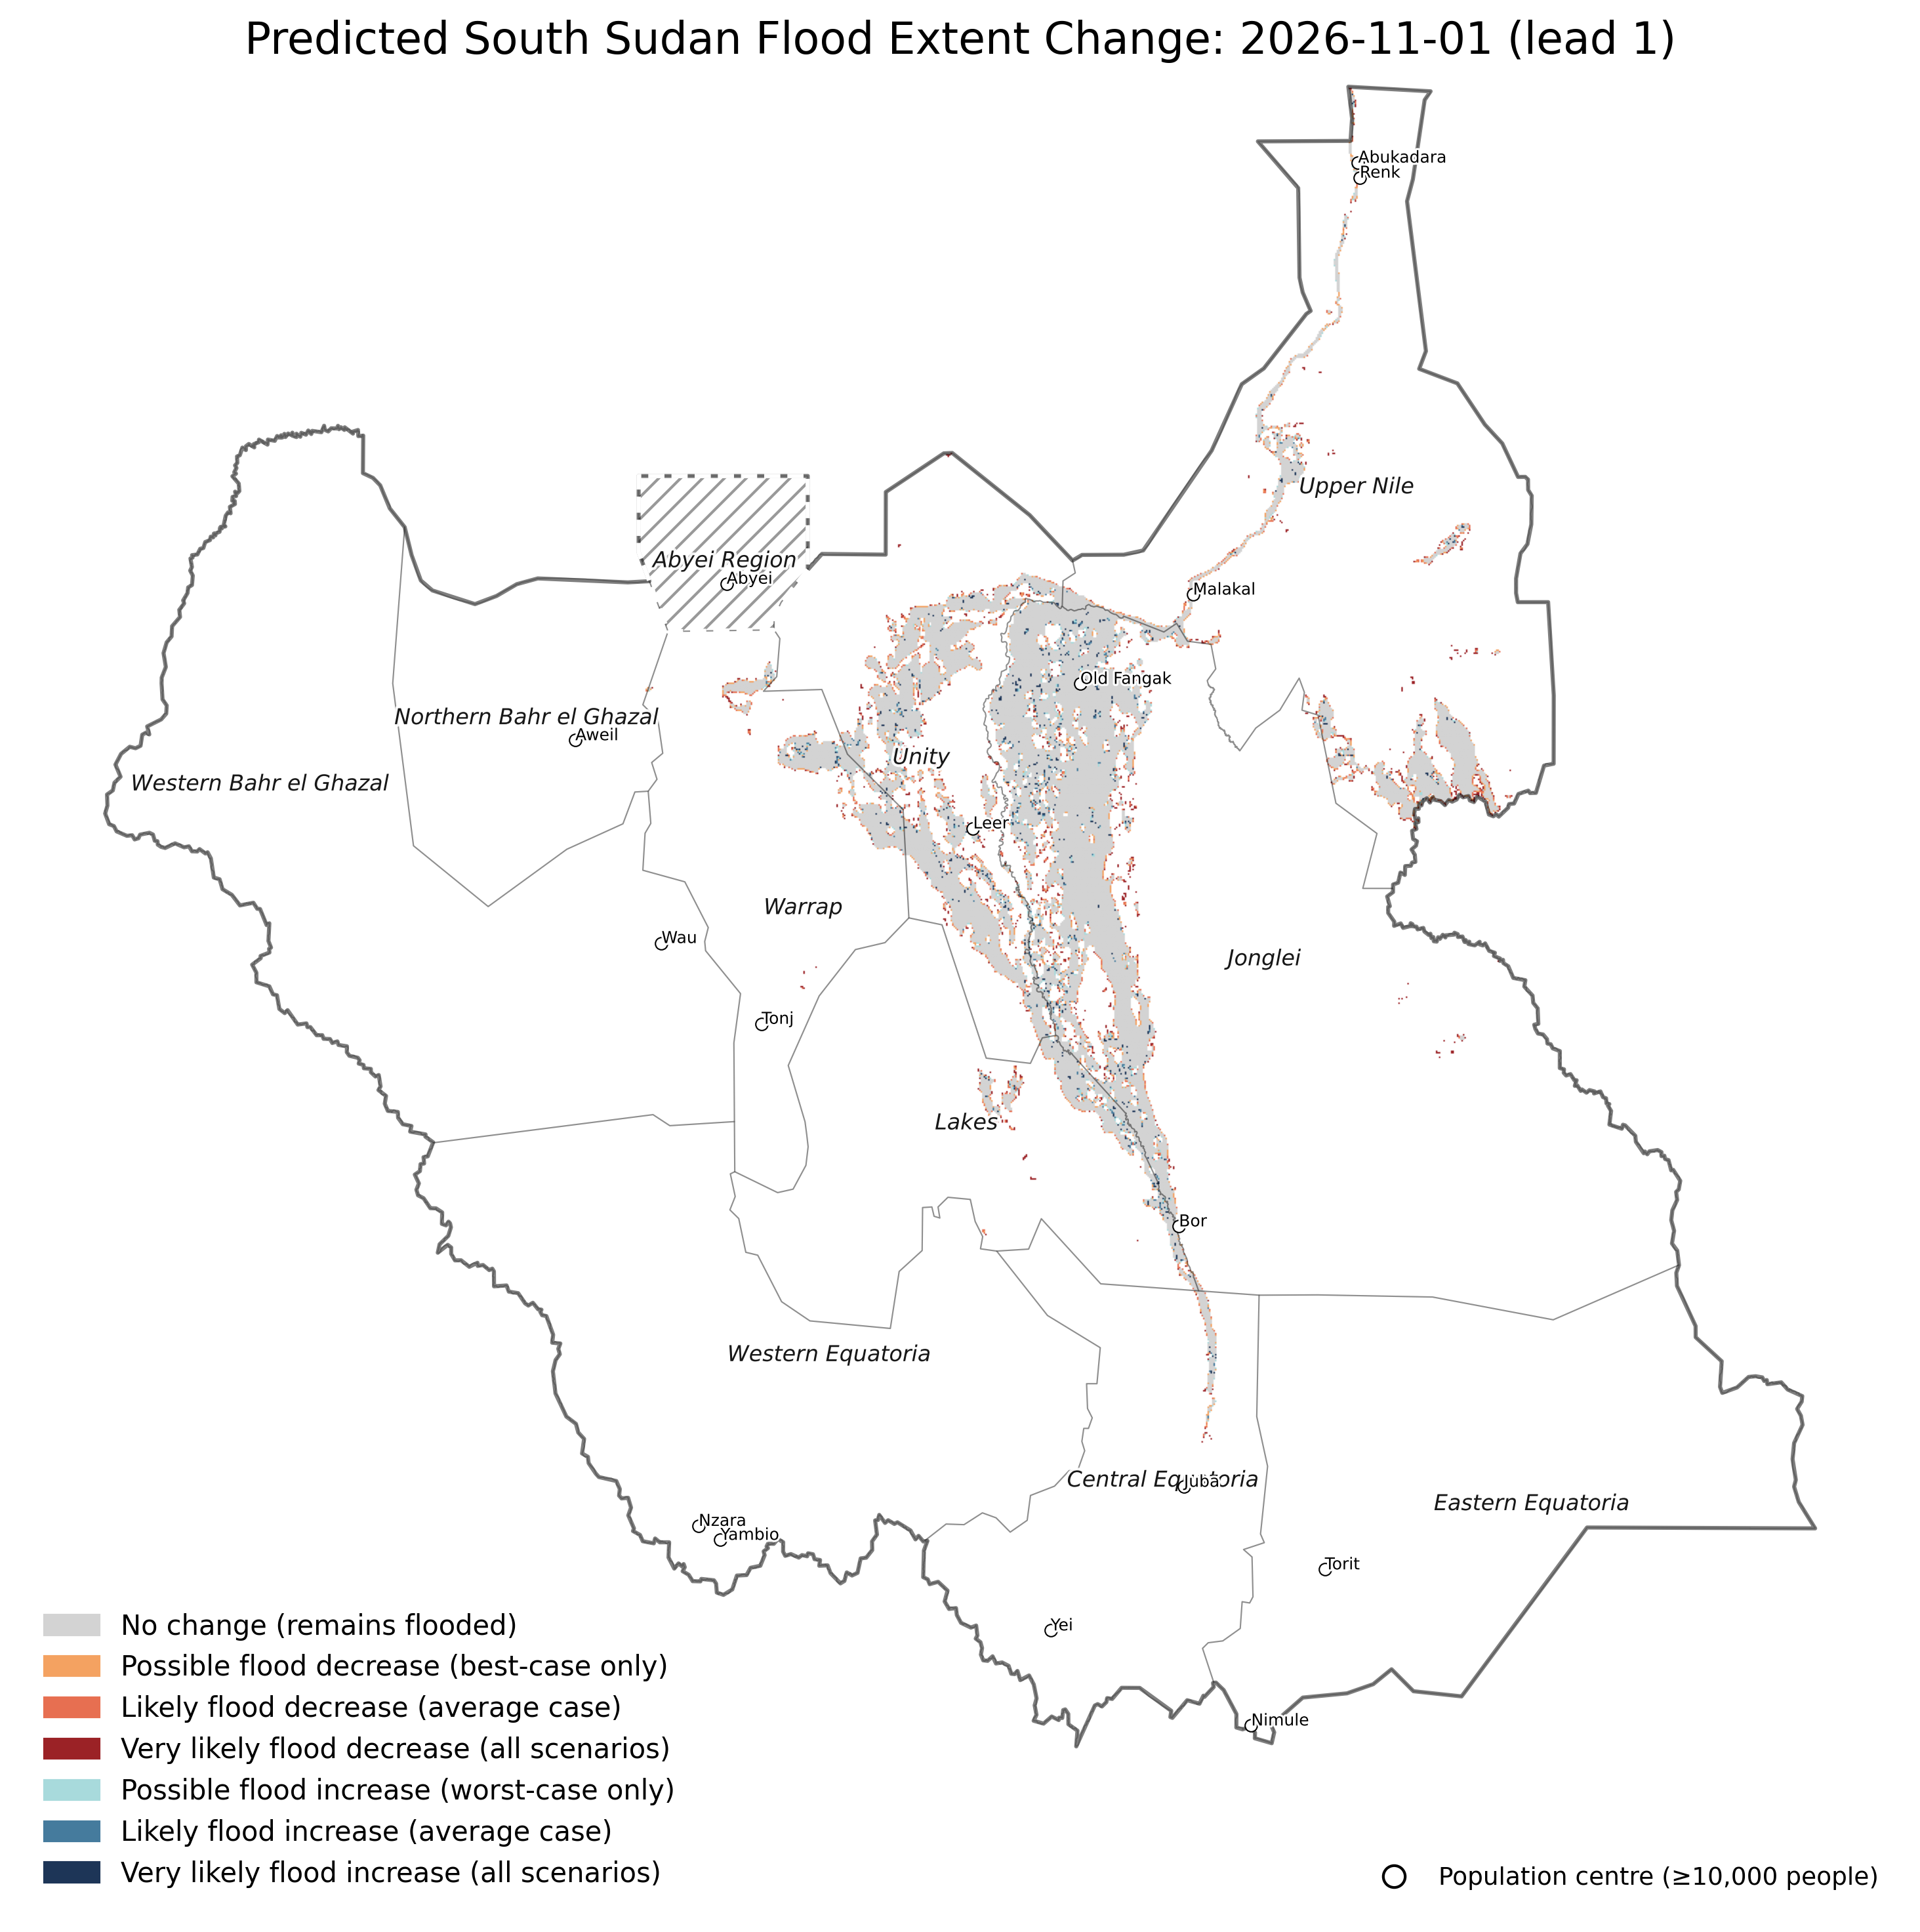 Predicted South Sudan Flood Extent Change: 2026-11-01 (lead 1)
Abukadara
Renk
Upper Nile
Abyei Region
Abyei
Malakal
Old Fangak
Northern Bahr el Ghazal
Aweil
Unity
Western Bahr el Ghazal
Leer
Warrap
Wau
Jonglei
Tonj
Lakes
Bor
Western Equatoria
Central Equatoria
Juba
Eastern Equatoria
Nzara
Yambio
Torit
Yei
Nimule
No change (remains flooded)
Possible flood decrease (best-case only)
Likely flood decrease (average case)
Very likely flood decrease (all scenarios)
Possible flood increase (worst-case only)
Likely flood increase (average case)
Very likely flood increase (all scenarios)
Population centre (≥10,000 people)